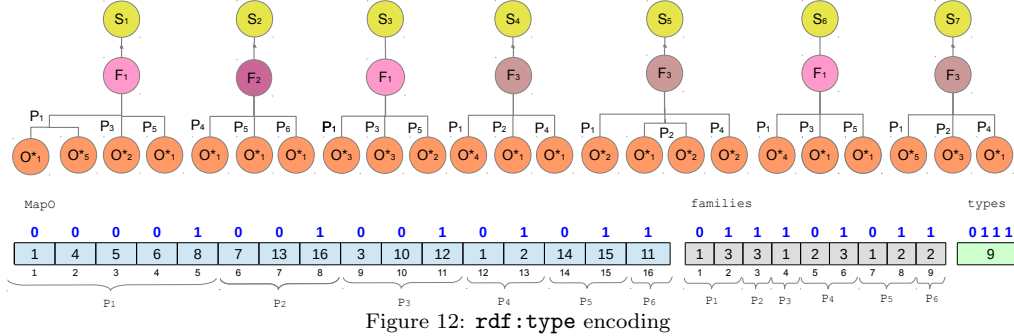 S1 S2 S3 S4 S5 S6 S7
F1 F2 F1 F3 F3 F1 F3
P1 P3 P5 P4 P5 P6 P1 P3 P5 P1 P2 P4 P1 P2 P4 P1 P3 P5 P1 P2 P4
O*1 O*5 O*2 O*1 O*1 O*1 O*1 O*3 O*3 O*2 O*4 O*1 O*1 O*2 O*1 O*2 O*2 O*4 O*1 O*1 O*5 O*3 O*1
MapO families types
0 0 0 0 1 0 0 1 0 0 1 0 1 0 1 1 0 1 1 1 0 1 0 1 1 0 1 1 1
1 4 5 6 8 7 13 16 3 10 12 1 2 14 15 11 1 3 3 1 2 3 1 2 2 9
1 2 3 4 5 6 7 8 9 10 11 12 13 14 15 16 1 2 3 4 5 6 7 8 9
P1 P2 P3 P4 P5 P6 P1 P2 P3 P4 P5 P6
Figure 12: rdf:type encoding